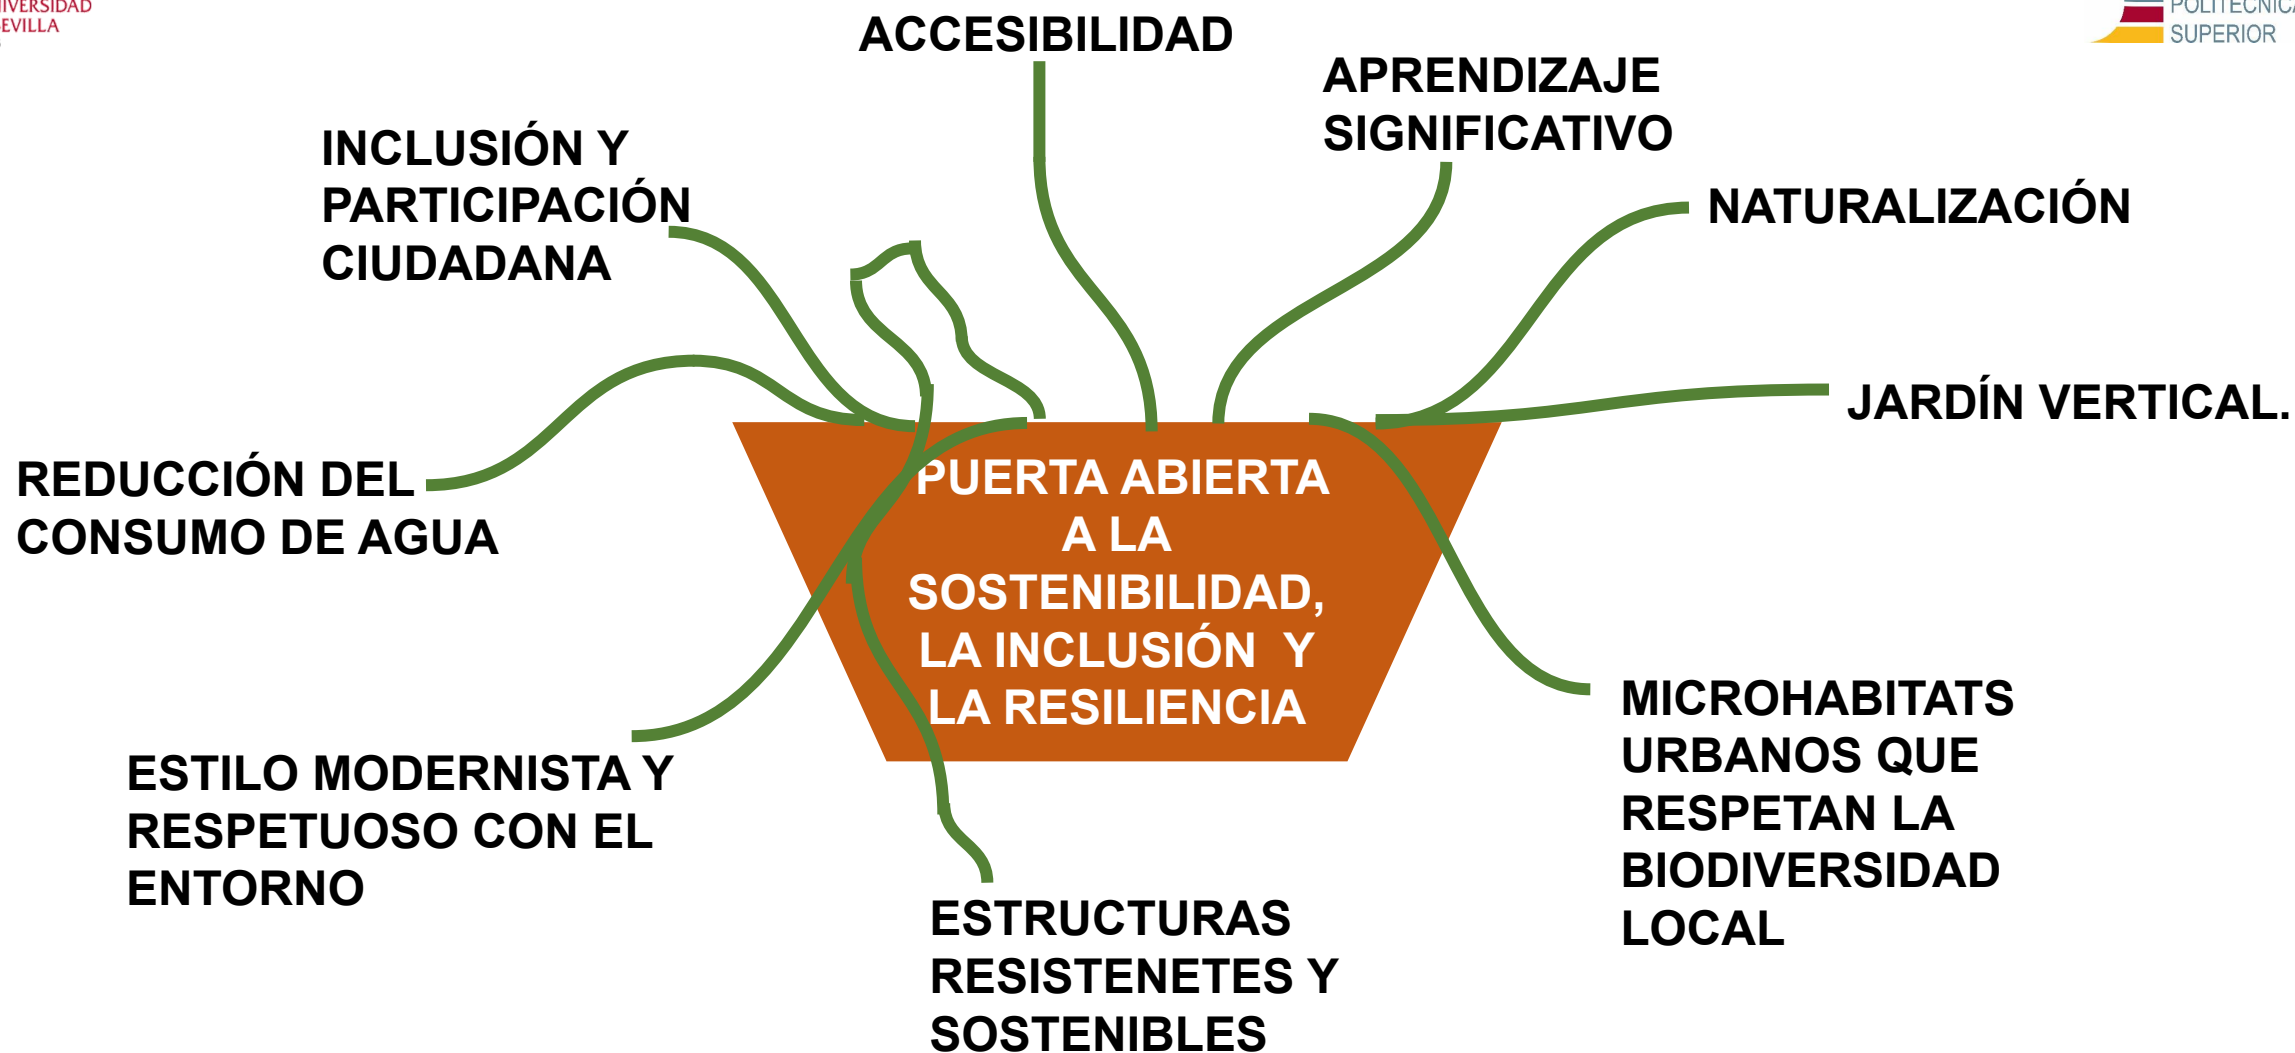 SEVILLA
POLITÉCNICA
SUPERIOR
ACCESIBILIDAD
APRENDIZAJE
SIGNIFICATIVO
INCLUSIÓN Y
PARTICIPACIÓN
CIUDADANA
NATURALIZACIÓN
JARDÍN VERTICAL.
REDUCCIÓN DEL
CONSUMO DE AGUA
PUERTA ABIERTA
A LA
SOSTENIBILIDAD,
LA INCLUSIÓN Y
LA RESILIENCIA
ESTILO MODERNISTA Y
RESPETUOSO CON EL
ENTORNO
MICROHABITATS
URBANOS QUE
RESPETAN LA
BIODIVERSIDAD
LOCAL
ESTRUCTURAS
RESISTENETES Y
SOSTENIBLES